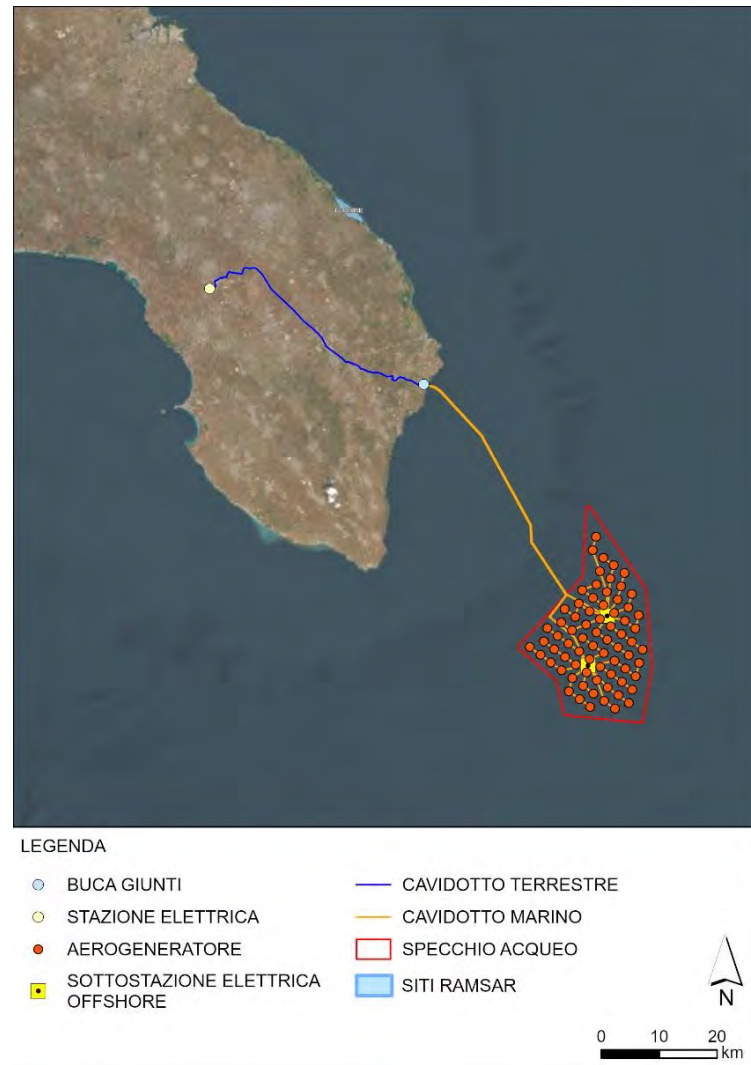 LEGENDA
BUCA GIUNTI
STAZIONE ELETTRICA
AEROGENERATORE
SOTTOSTAZIONE ELETTRICA
OFFSHORE
CAVIDOTTO TERRESTRE
CAVIDOTTO MARINO
SPECCHIO ACQUEO
SITI RAMSAR
N
0 10 20
km